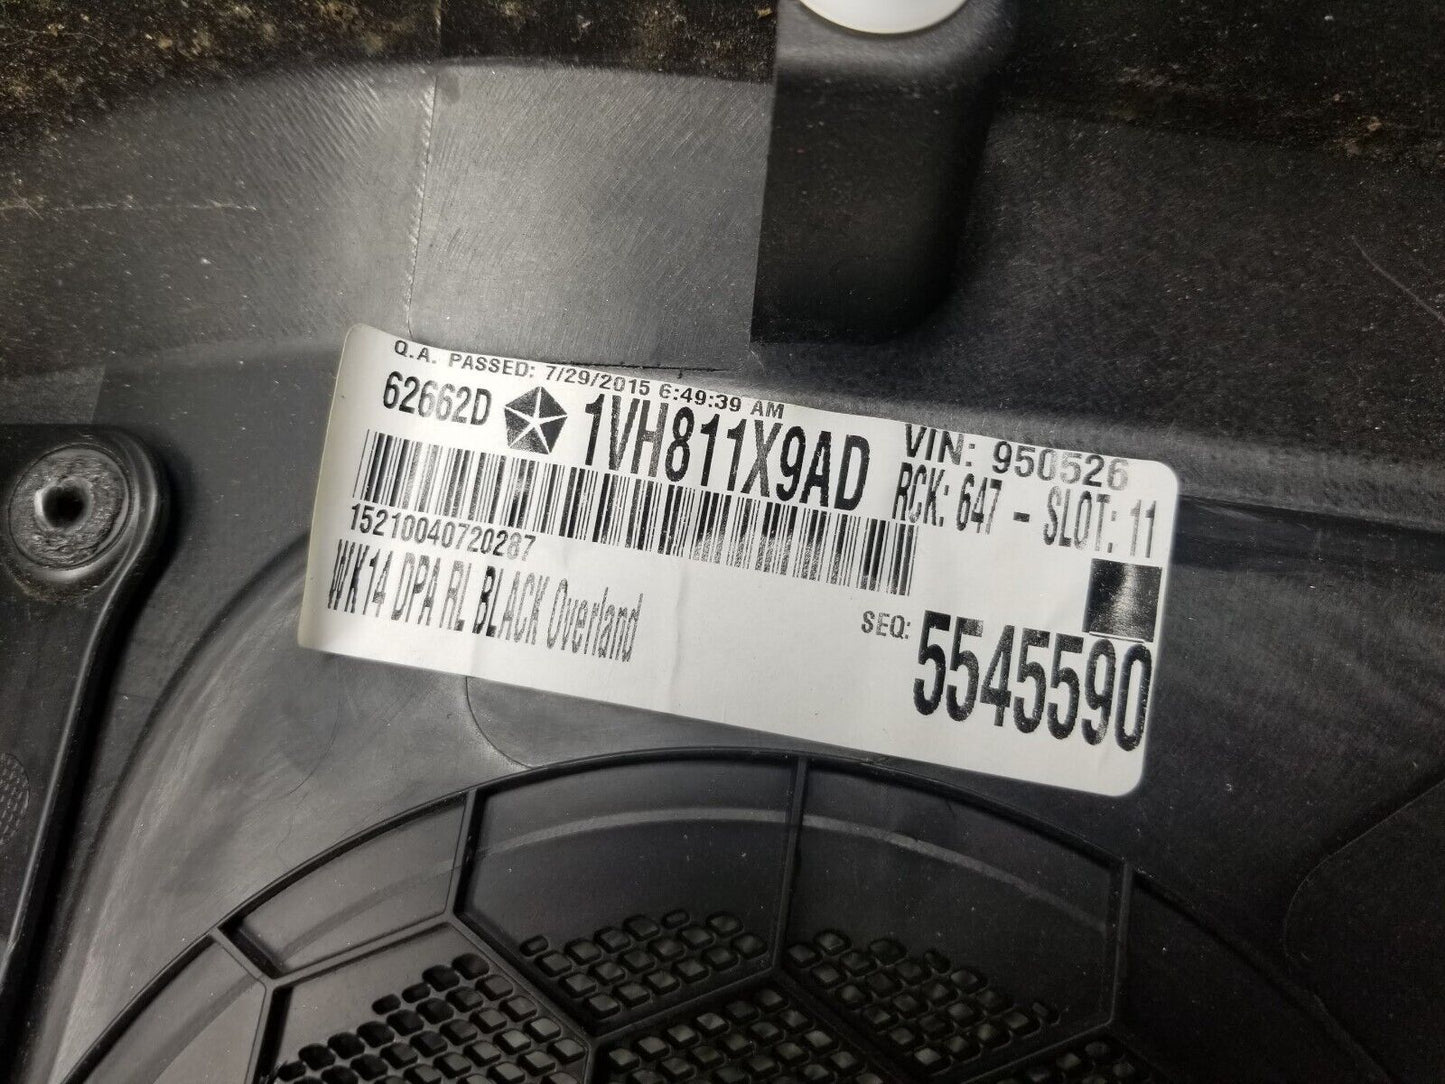 Q.A. PASSED: 7/29/2015 6:49:39 AM
62662D 1VH811X9AD VIN: 950526
RCK: 647 - SLOT: 11
15210040720287
WK14 DPA RL BLACK Overland
SEQ: 5545590